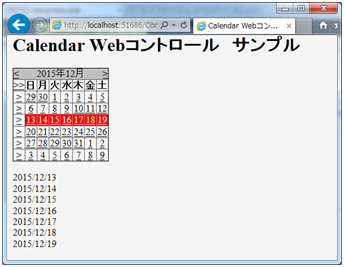 http://localhost:51686/Cor
Calendar Webコン...
Calendar Webコントロール サンプル
< 2015年12月 >
>> 日 月 火 水 木 金 土
> 29 30 1 2 3 4 5
> 6 7 8 9 10 11 12
> 13 14 15 16 17 18 19
> 20 21 22 23 24 25 26
> 27 28 29 30 31 1 2
> 3 4 5 6 7 8 9
2015/12/13
2015/12/14
2015/12/15
2015/12/16
2015/12/17
2015/12/18
2015/12/19